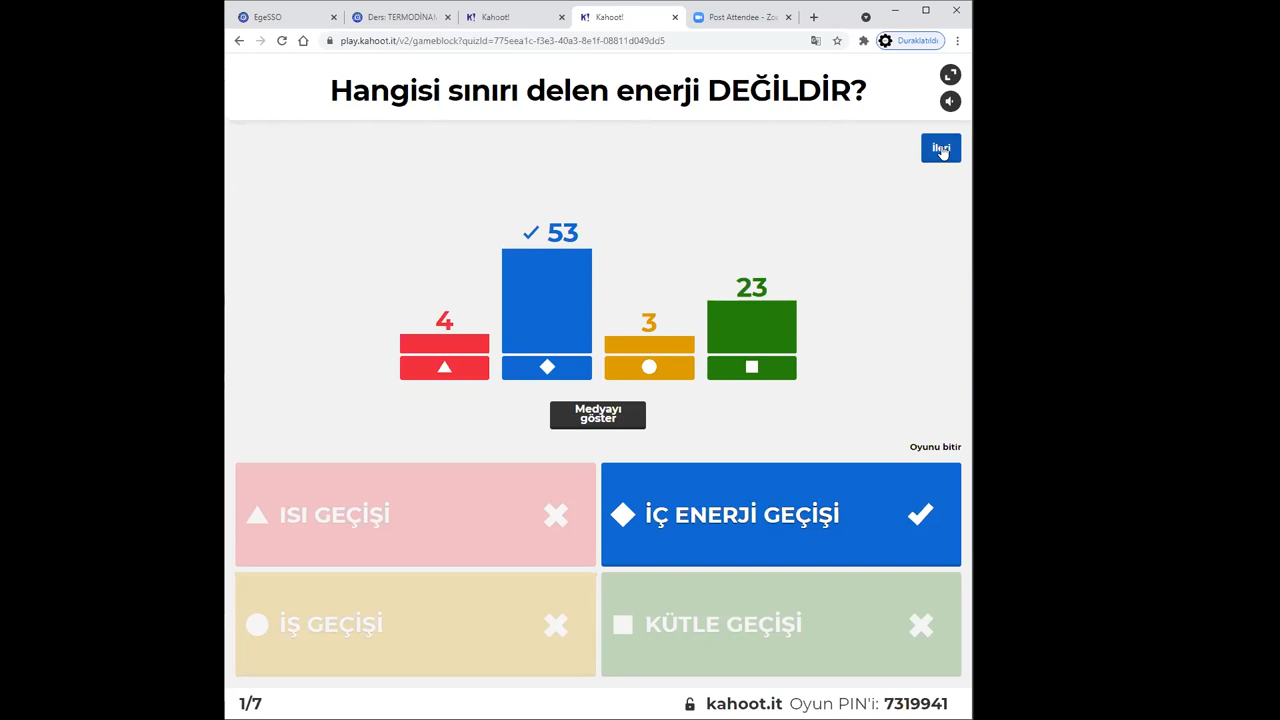 EgeSSO
Ders: TERMODİNAM
Kahoot!
Kahoot!
Post Attendee - Zoo
play.kahoot.it/v2/gameblock?quizId=775eea1c-f3e3-40a3-8e1f-08811d049dd5
Duraklatıldı
Hangisi sınırı delen enerji DEĞİLDİR?
İleri
4
53
3
23
Medyayı
göster
Oyunu bitir
ISI GEÇİŞİ
İÇ ENERJİ GEÇİŞİ
İŞ GEÇİŞİ
KÜTLE GEÇİŞİ
1/7
kahoot.it Oyun PIN'i: 7319941